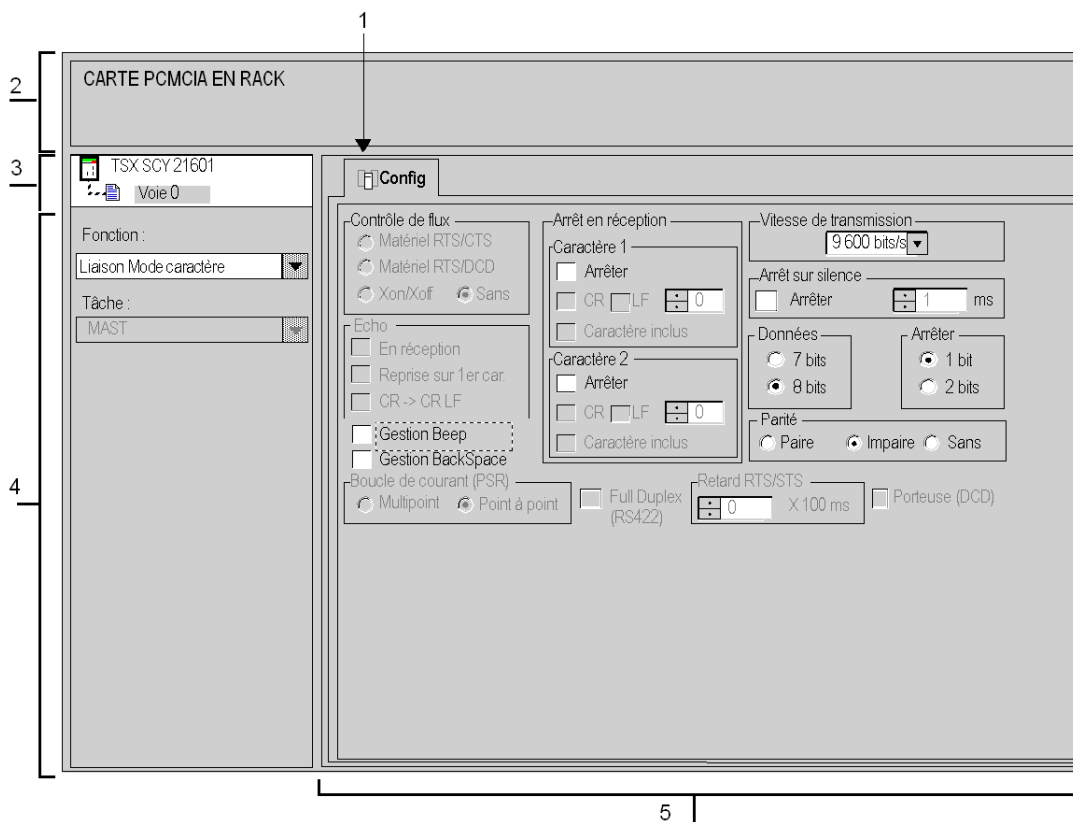 1
2
CARTE PCMCIA EN RACK
3
TSX SCY 21601
Voie 0
Config
4
Fonction :
Liaison Mode caractère
Tâche :
MAST
Contrôle de flux
Matériel RTS/CTS
Matériel RTS/DCD
Xon/Xoff Sans
Echo
En réception
Reprise sur 1er car.
CR -> CR LF
Gestion Beep
Gestion BackSpace
Arrêt en réception
Caractère 1
Arrêter
CR LF 0
Caractère inclus
Caractère 2
Arrêter
CR LF 0
Caractère inclus
Vitesse de transmission
9 600 bits/s
Arrêt sur silence
Arrêter 1 ms
Données
7 bits
8 bits
Arrêter
1 bit
2 bits
Parité
Paire Impaire Sans
Boucle de courant (PSR)
Multipoint Point à point
Full Duplex
(RS422)
Retard RTS/STS
0 X 100 ms
Porteuse (DCD)
5